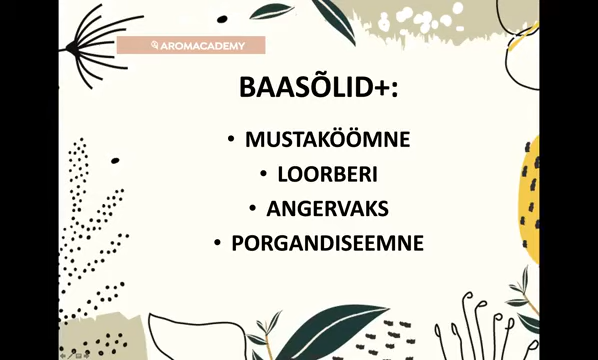 AROMACADEMY
BAASÕLID+:
• MUSTAKÖÖMNE
• LOORBERI
• ANGERVAKS
• PORGANDISEEMNE